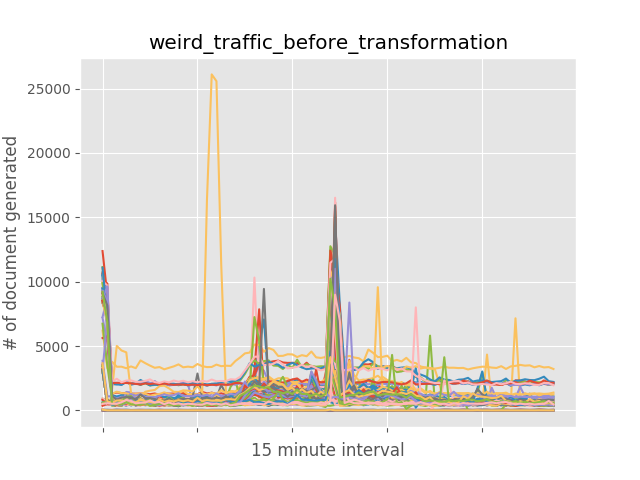 weird_traffic_before_transformation
# of document generated
25000
20000
15000
10000
5000
0
15 minute interval